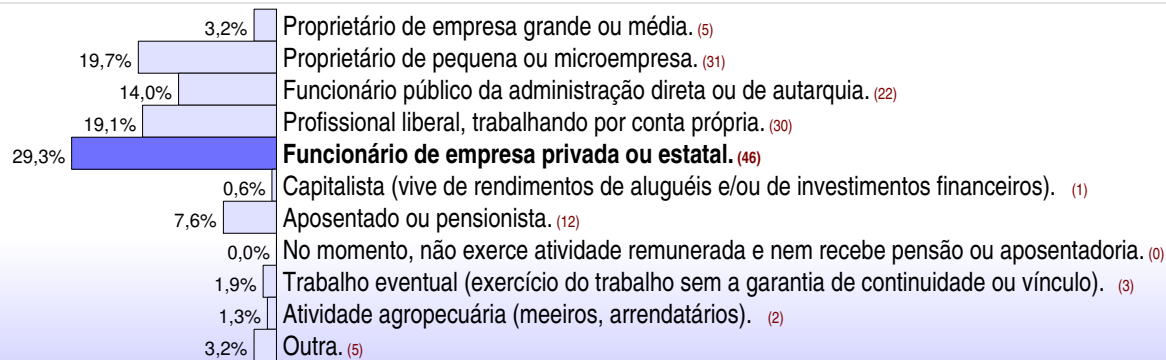 3,2% Proprietário de empresa grande ou média. (5)
19,7% Proprietário de pequena ou microempresa. (31)
14,0% Funcionário público da administração direta ou de autarquia. (22)
19,1% Profissional liberal, trabalhando por conta própria. (30)
29,3% Funcionário de empresa privada ou estatal. (46)
0,6% Capitalista (vive de rendimentos de aluguéis e/ou de investimentos financeiros). (1)
7,6% Aposentado ou pensionista. (12)
0,0% No momento, não exerce atividade remunerada e nem recebe pensão ou aposentadoria. (0)
1,9% Trabalho eventual (exercício do trabalho sem a garantia de continuidade ou vínculo). (3)
1,3% Atividade agropecuária (meeiros, arrendatários). (2)
3,2% Outra. (5)